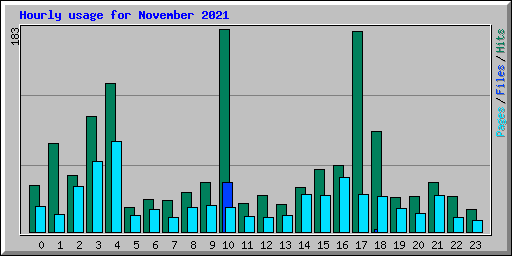 Hourly usage for November 2021
183
Pages/Files/Hits
0 1 2 3 4 5 6 7 8 9 10 11 12 13 14 15 16 17 18 19 20 21 22 23